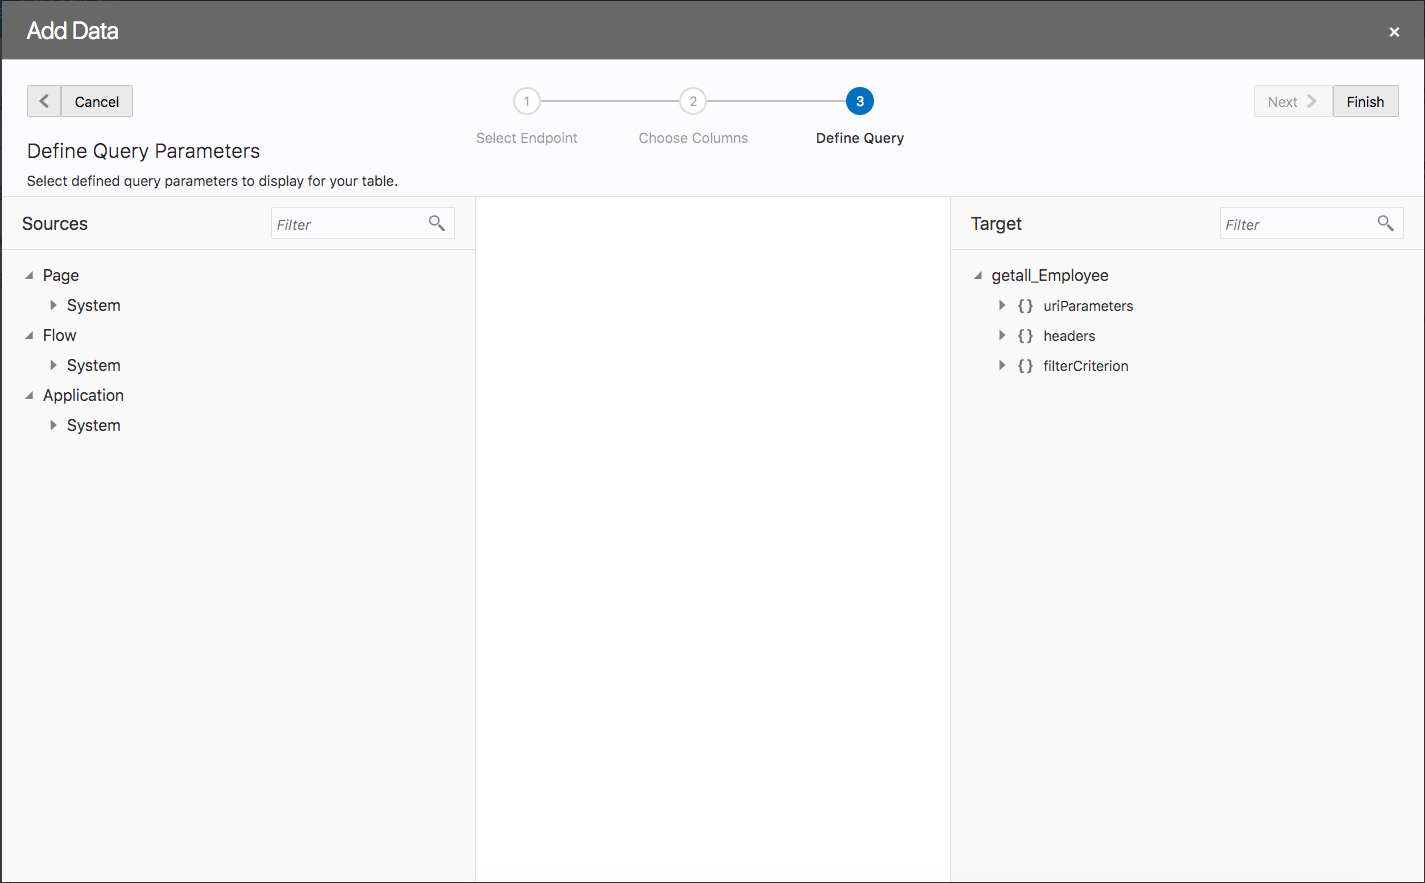 Add Data
×
Cancel
1
2
3
Next
Finish
Select Endpoint
Choose Columns
Define Query
Define Query Parameters
Select defined query parameters to display for your table.
Sources
Filter
Page
System
Flow
System
Application
System
Target
Filter
getall_Employee
{} uriParameters
{} headers
{} filterCriterion